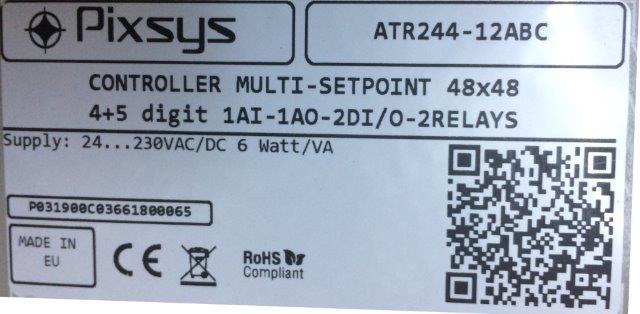 Pixsys
ATR244-12ABC
CONTROLLER MULTI-SETPOINT 48x48
4+5 digit 1AI-1AO-2DI/O-2RELAYS
Supply: 24...230VAC/DC 6 Watt/VA
P031900C03661800065
MADE IN
EU
CE
RoHS
Compliant